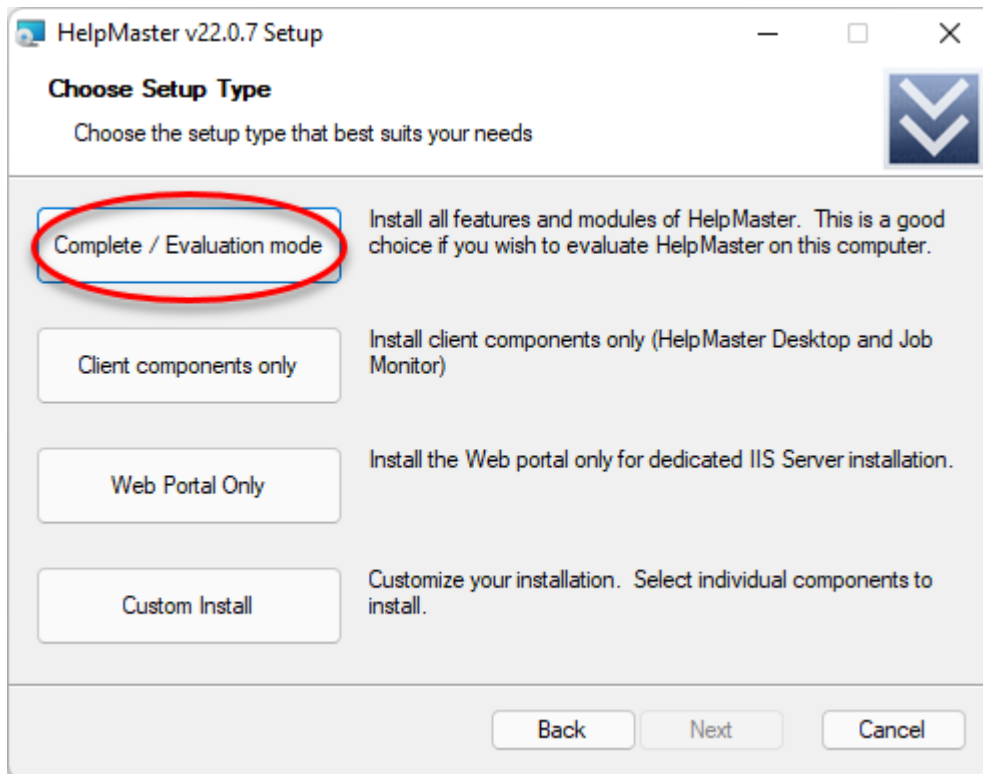 HelpMaster v22.0.7 Setup
Choose Setup Type
Choose the setup type that best suits your needs
Complete / Evaluation mode
Install all features and modules of HelpMaster.  This is a good
choice if you wish to evaluate HelpMaster on this computer.
Client components only
Install client components only (HelpMaster Desktop and Job
Monitor)
Web Portal Only
Install the Web portal only for dedicated IIS Server installation.
Custom Install
Customize your installation.  Select individual components to
install.
Back
Next
Cancel